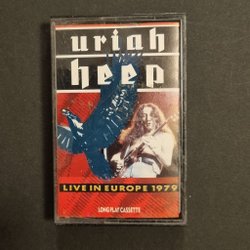 uriah
heep
LIVE IN EUROPE 1979
LONG PLAY CASSETTE